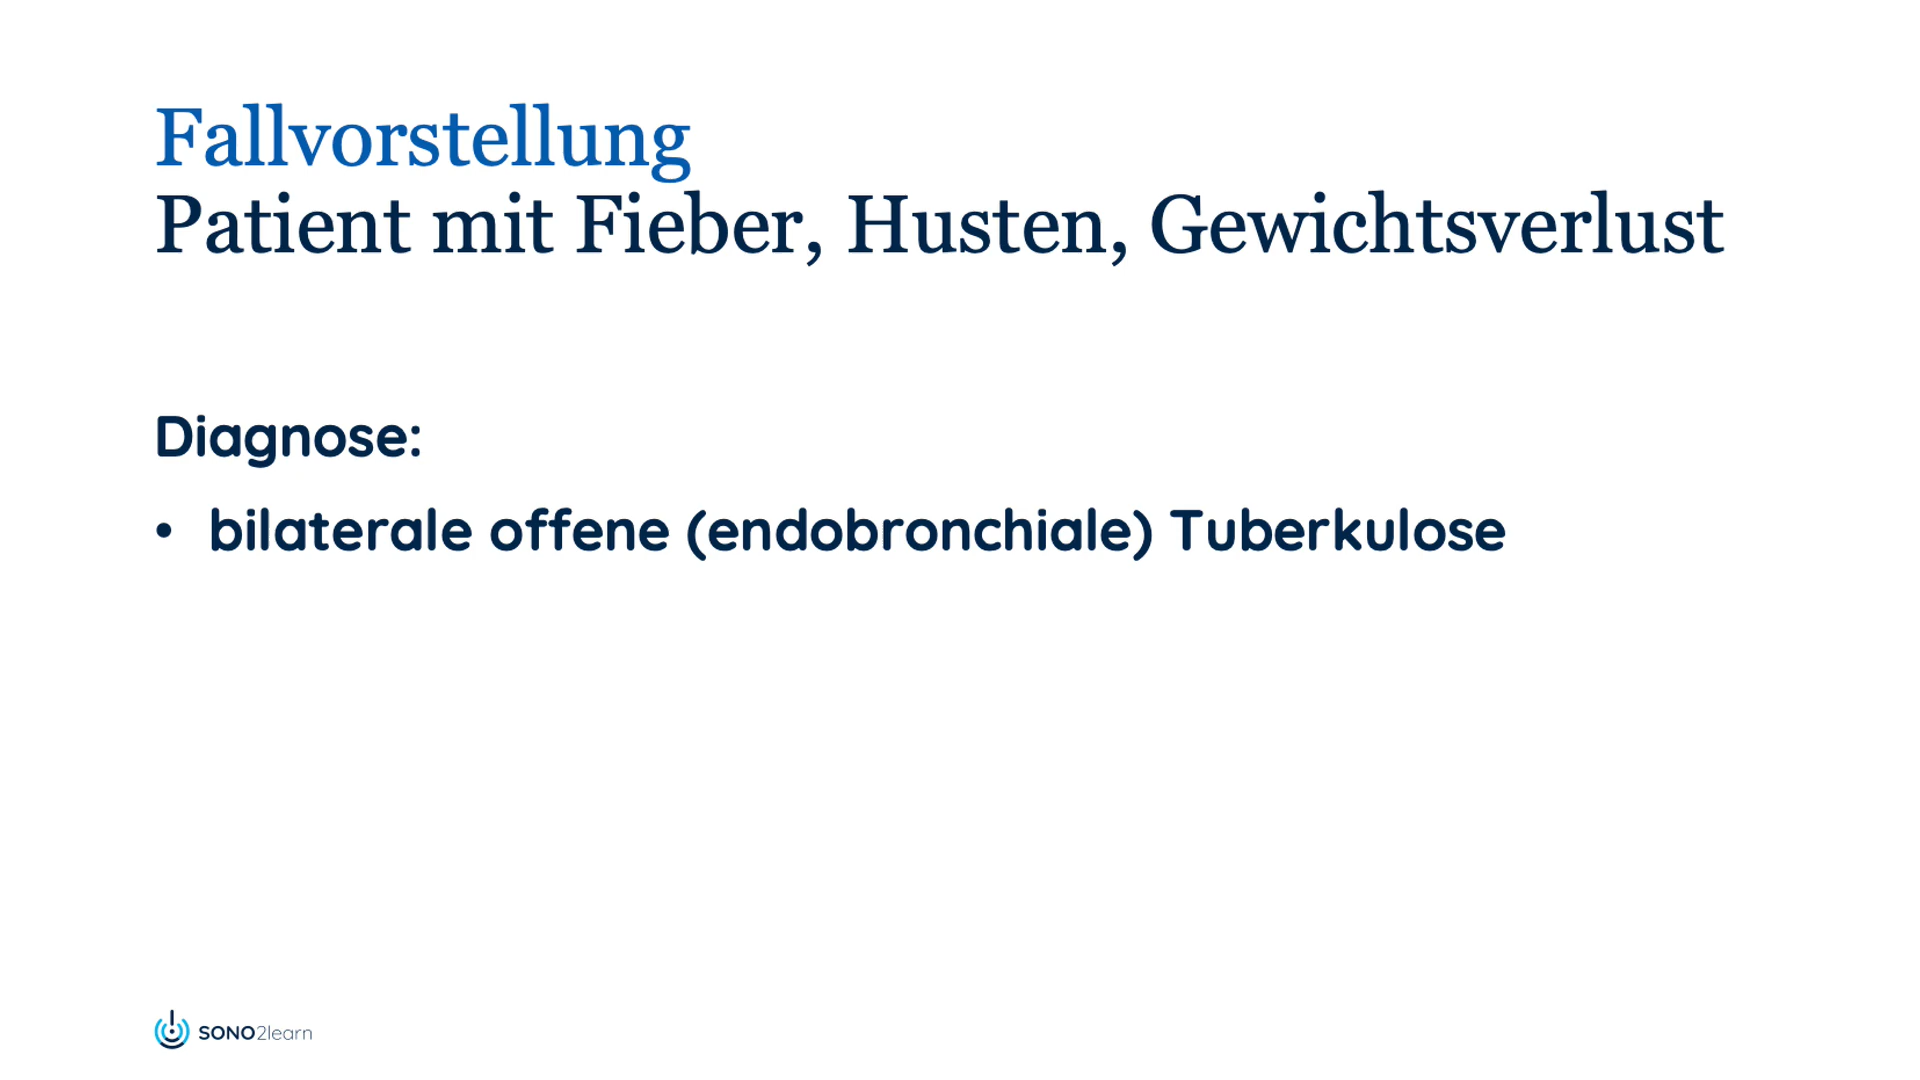 Fallvorstellung
Patient mit Fieber, Husten, Gewichtsverlust
Diagnose:
• bilaterale offene (endobronchiale) Tuberkulose
SONO2learn